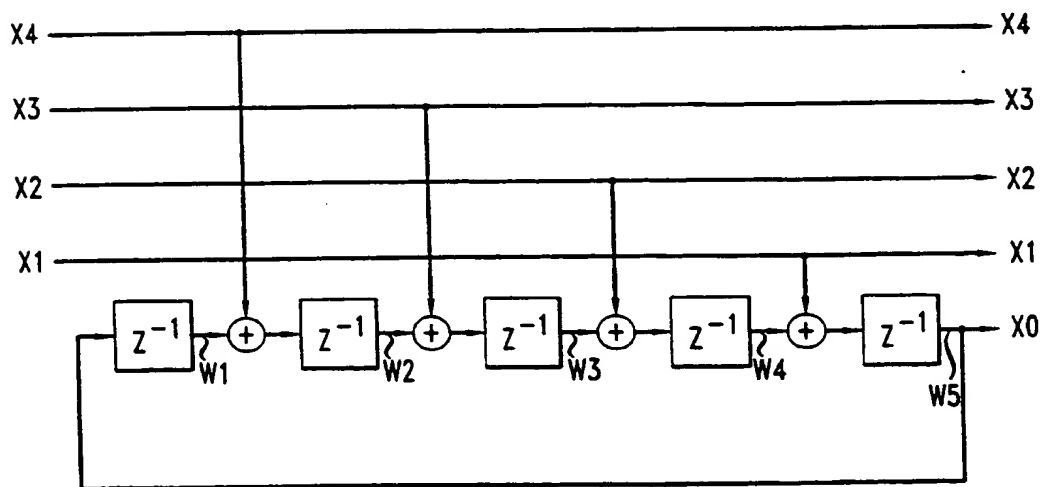 X4 X4
X3 X3
X2 X2
X1 X1
z⁻¹ + z⁻¹ + z⁻¹ + z⁻¹ + z⁻¹ X0
W1 W2 W3 W4 W5